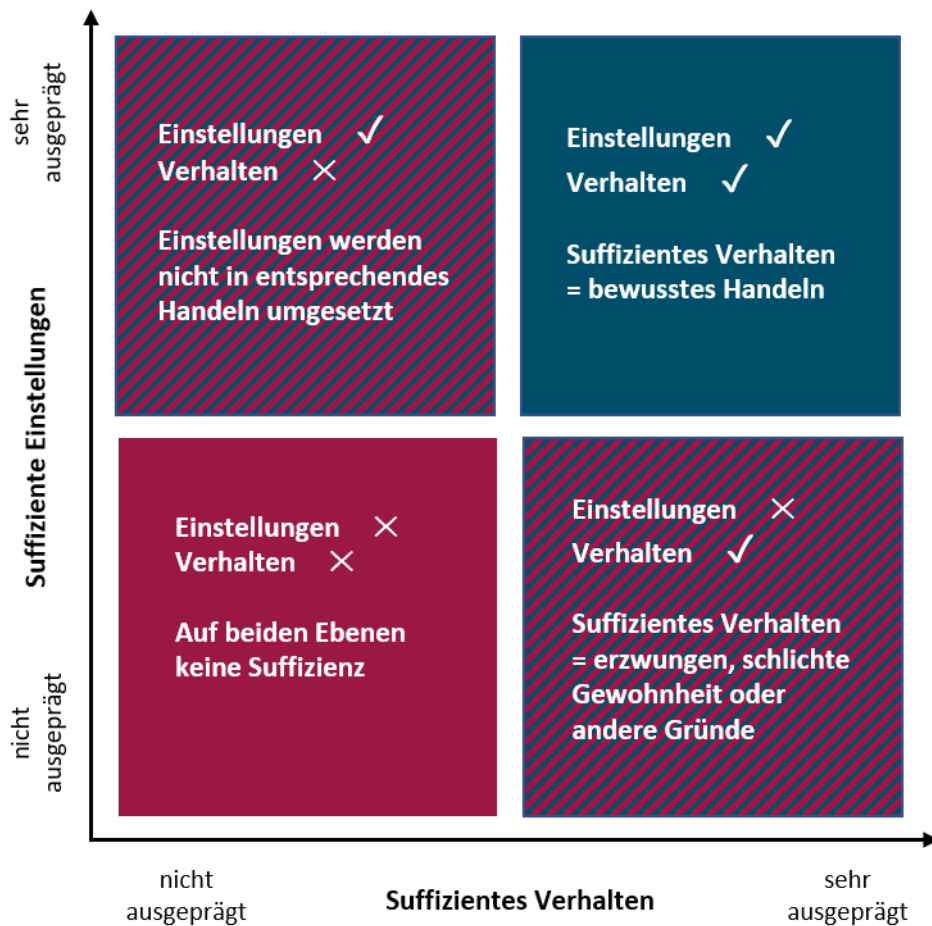 sehr
ausgeprägt
Suffiziente Einstellungen
nicht
ausgeprägt
Einstellungen ✓
Verhalten ✕
Einstellungen werden
nicht in entsprechendes
Handeln umgesetzt
Einstellungen ✓
Verhalten ✓
Suffizientes Verhalten
= bewusstes Handeln
Einstellungen ✕
Verhalten ✕
Auf beiden Ebenen
keine Suffizienz
Einstellungen ✕
Verhalten ✓
Suffizientes Verhalten
= erzwungen, schlichte
Gewohnheit oder
andere Gründe
nicht
ausgeprägt
Suffizientes Verhalten
sehr
ausgeprägt